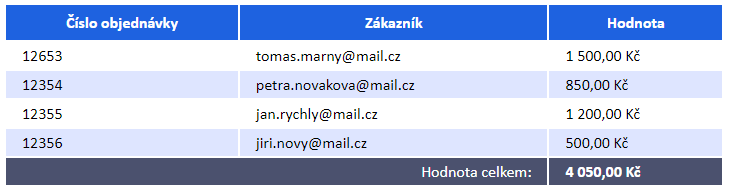 Číslo objednávky Zákazník Hodnota
12653 tomas.marny@mail.cz 1 500,00 Kč
12354 petra.novakova@mail.cz 850,00 Kč
12355 jan.rychly@mail.cz 1 200,00 Kč
12356 jiri.novy@mail.cz 500,00 Kč
Hodnota celkem: 4 050,00 Kč